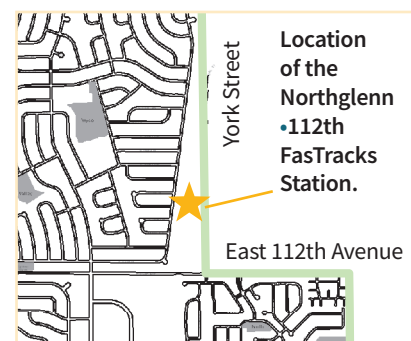 Location
of the
Northglenn
•112th
FasTracks
Station.
York Street
East 112th Avenue